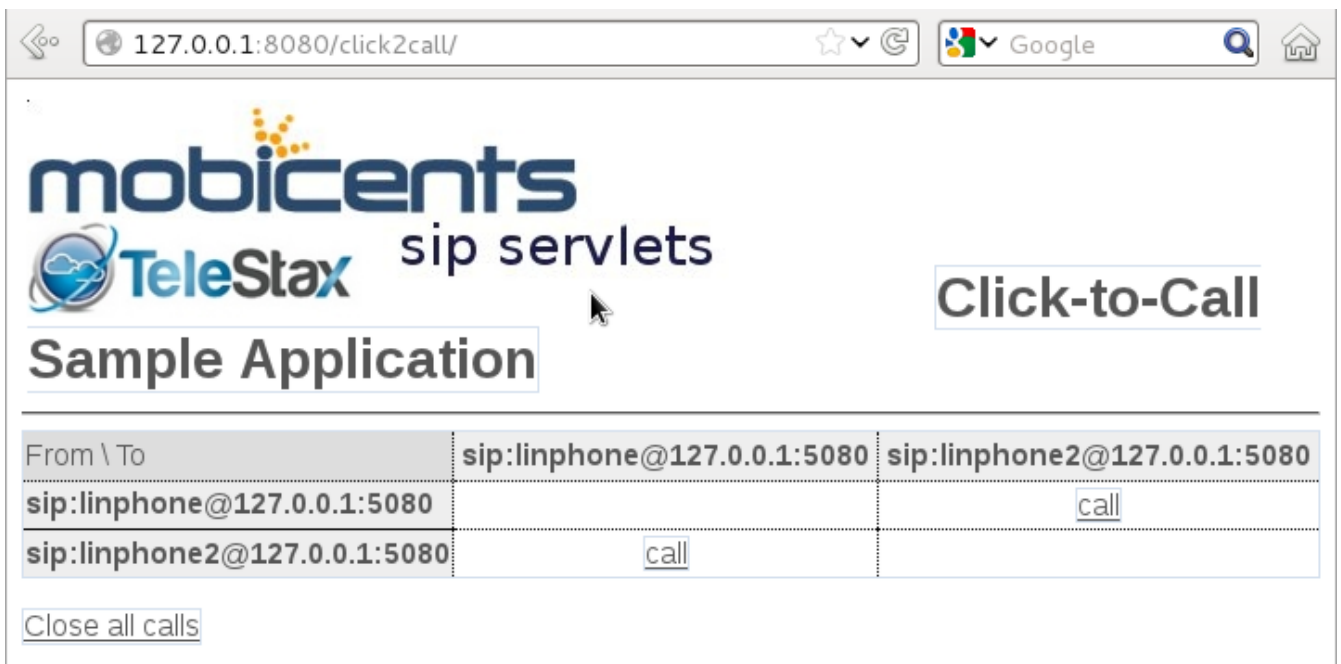 127.0.0.1:8080/click2call/ Google
mobicents
TeleStax sip servlets
Click-to-Call
Sample Application
From \ To sip:linphone@127.0.0.1:5080 sip:linphone2@127.0.0.1:5080
sip:linphone@127.0.0.1:5080 call
sip:linphone2@127.0.0.1:5080 call
Close all calls